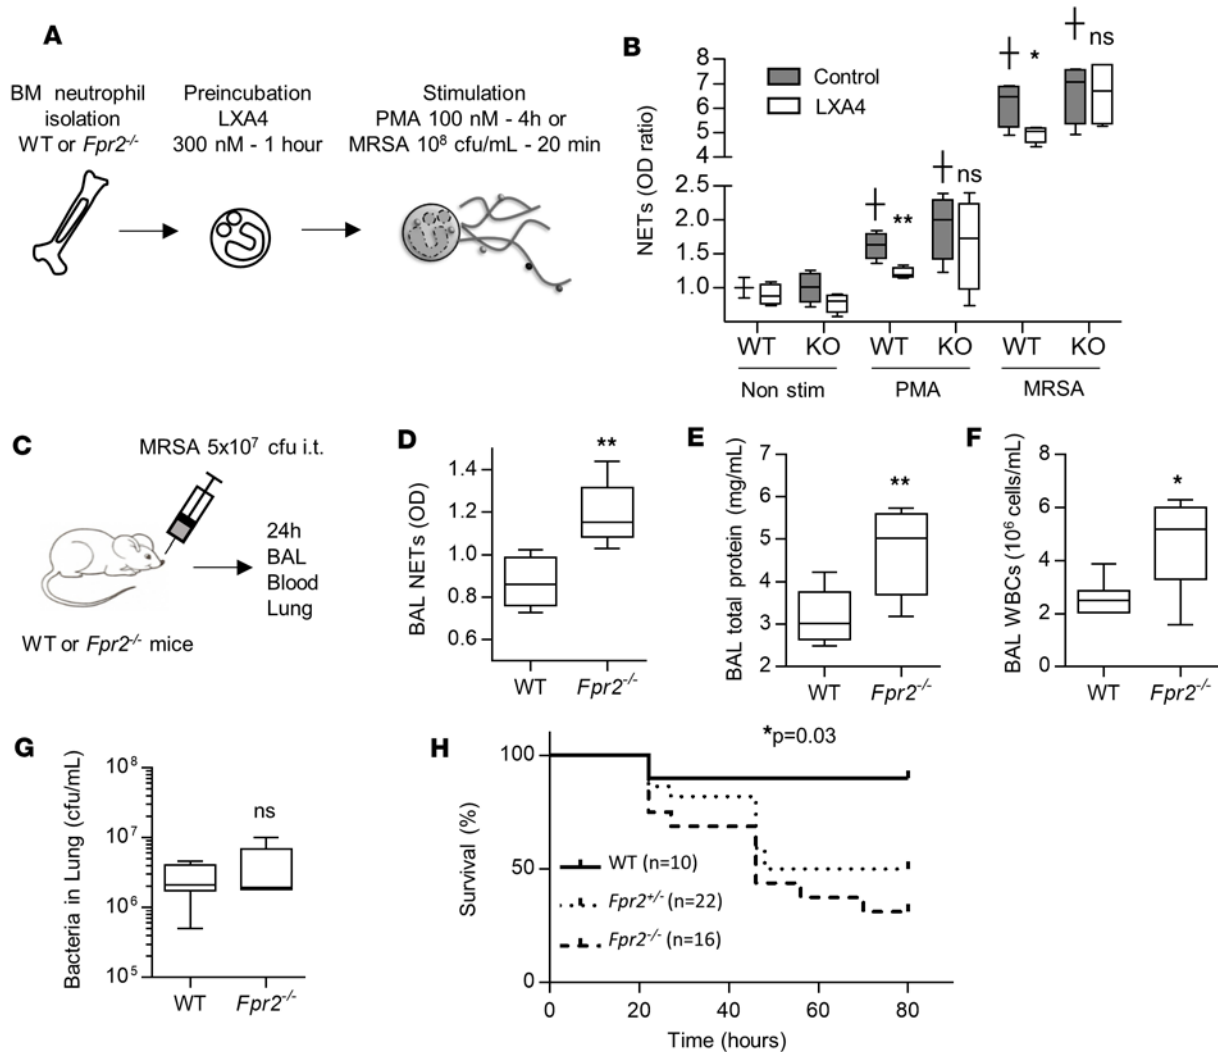 A
BM neutrophil
isolation
WT or Fpr2-/-
Preincubation
LXA4
300 nM - 1 hour
Stimulation
PMA 100 nM - 4h or
MRSA 10⁸ cfu/mL - 20 min
B
NETs (OD ratio)
8
7
6
5
4
2.5
2.0
1.5
1.0
Control
LXA4
** ns
* ns
WT KO WT KO WT KO
Non stim PMA MRSA
C
MRSA 5x10⁷ cfu i.t.
24h
BAL
Blood
Lung
WT or Fpr2-/- mice
D
BAL NETs (OD)
1.4
1.2
1.0
0.8
0.6
**
WT Fpr2-/-
E
BAL total protein (mg/mL)
7
6
5
4
3
2
**
WT Fpr2-/-
F
BAL WBCs (10⁶ cells/mL)
8
6
4
2
0
*
WT Fpr2-/-
G
Bacteria in Lung (cfu/mL)
10⁸
10⁷
10⁶
10⁵
ns
WT Fpr2-/-
H
*p=0.03
Survival (%)
100
50
0
WT (n=10)
Fpr2+/- (n=22)
Fpr2-/- (n=16)
0 20 40 60 80
Time (hours)